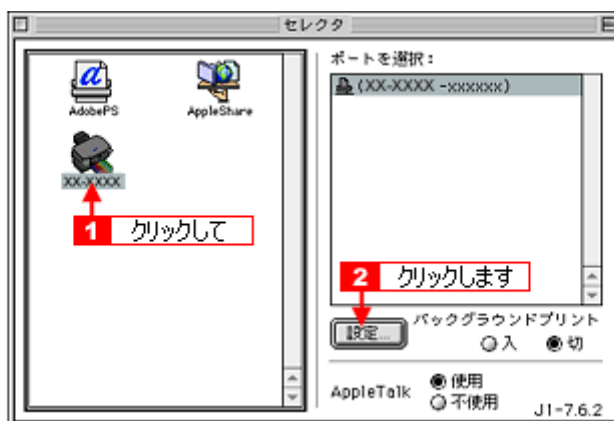 セレクタ
AdobePS
AppleShare
XX-XXXX
1 クリックして
ポートを選択：
(XX-XXXX -xxxxxx)
2 クリックします
設定...
バックグラウンドプリント
入 切
AppleTalk
使用
不使用
J1-7.6.2